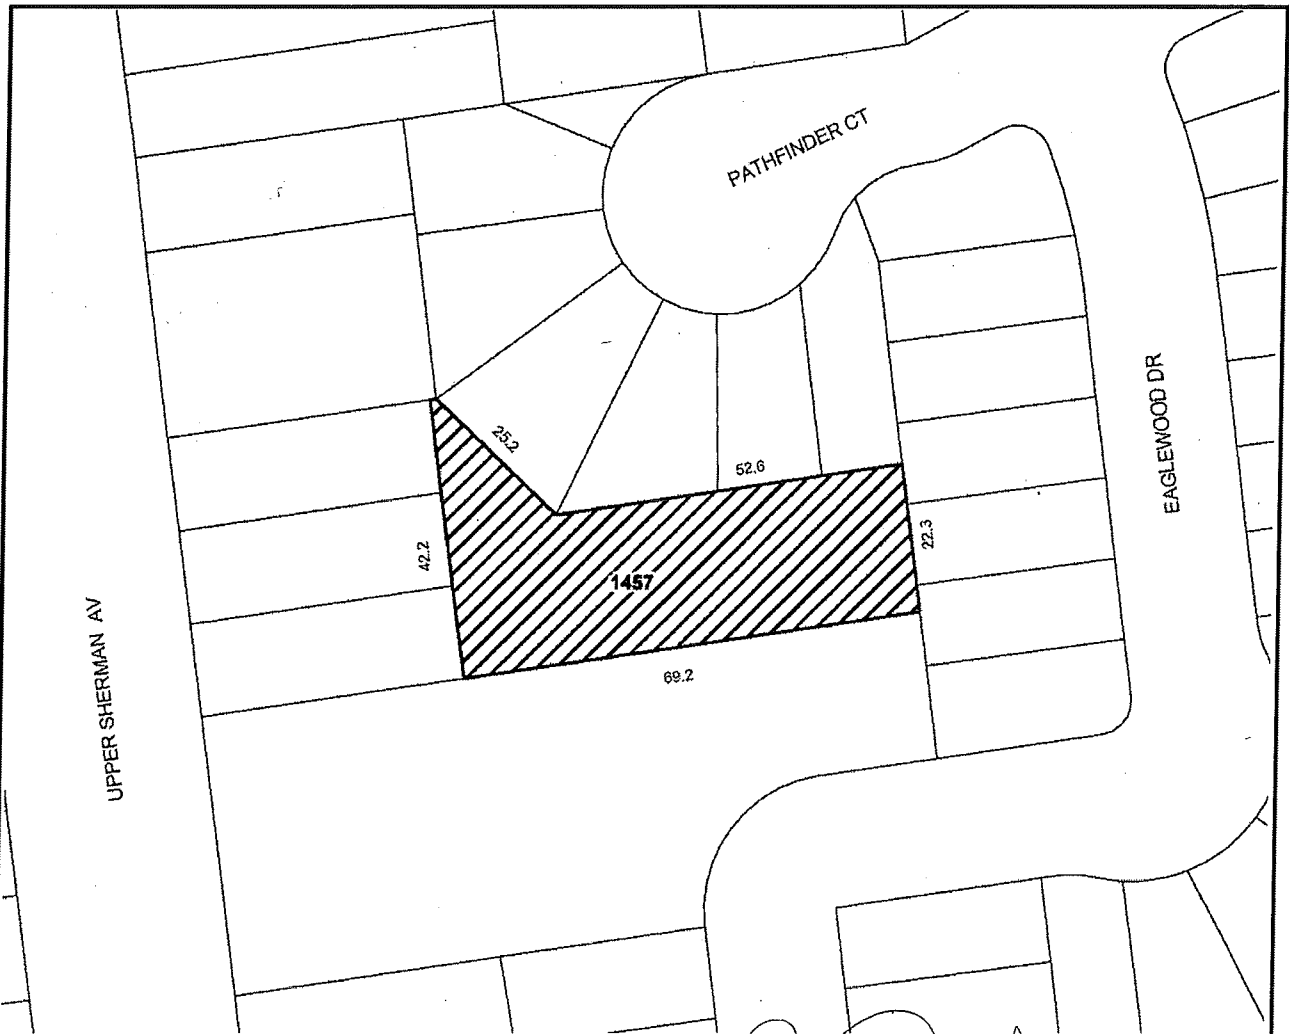 PATHFINDER CT
EAGLEWOOD DR
25.2
52.6
22.3
42.2
1457
69.2
UPPER SHERMAN AV